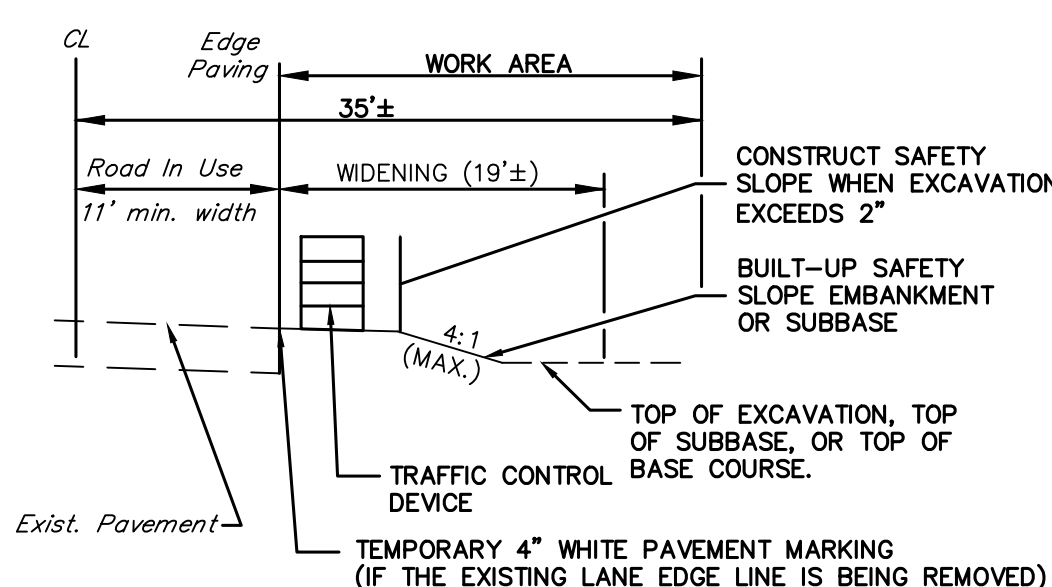 CL
Edge
Paving
WORK AREA
35'±
Road In Use
11' min. width
WIDENING (19'±)
CONSTRUCT SAFETY
SLOPE WHEN EXCAVATION
EXCEEDS 2"
BUILT-UP SAFETY
SLOPE EMBANKMENT
OR SUBBASE
4:1
(MAX.)
TOP OF EXCAVATION, TOP
OF SUBBASE, OR TOP OF
BASE COURSE.
TRAFFIC CONTROL
DEVICE
Exist. Pavement
TEMPORARY 4" WHITE PAVEMENT MARKING
(IF THE EXISTING LANE EDGE LINE IS BEING REMOVED)